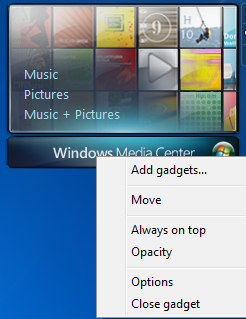 Music
Pictures
Music + Pictures
Windows Media Center
Add gadgets...
Move
Always on top
Opacity
Options
Close gadget